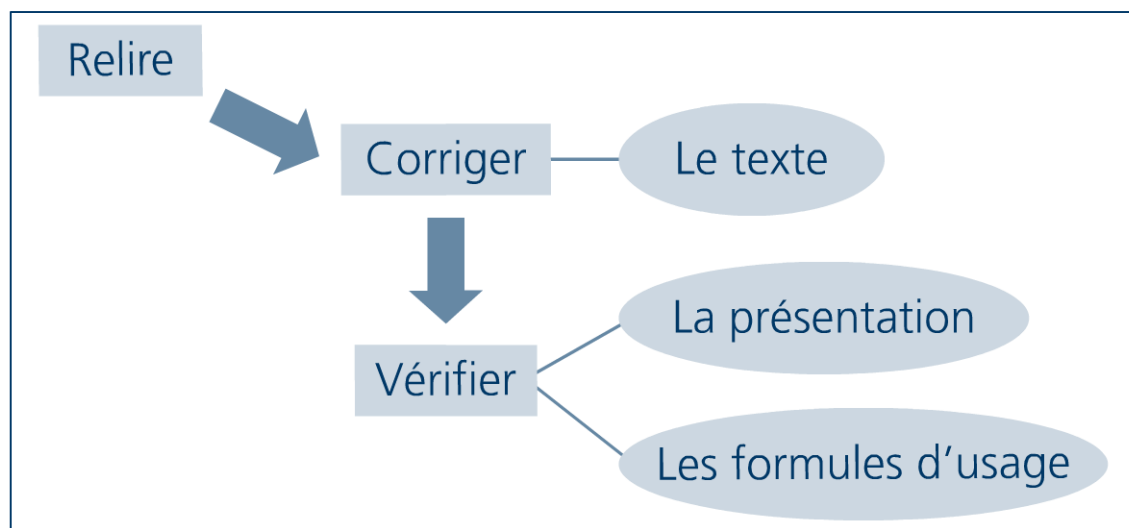 Relire
Corriger
Le texte
La présentation
Vérifier
Les formules d’usage